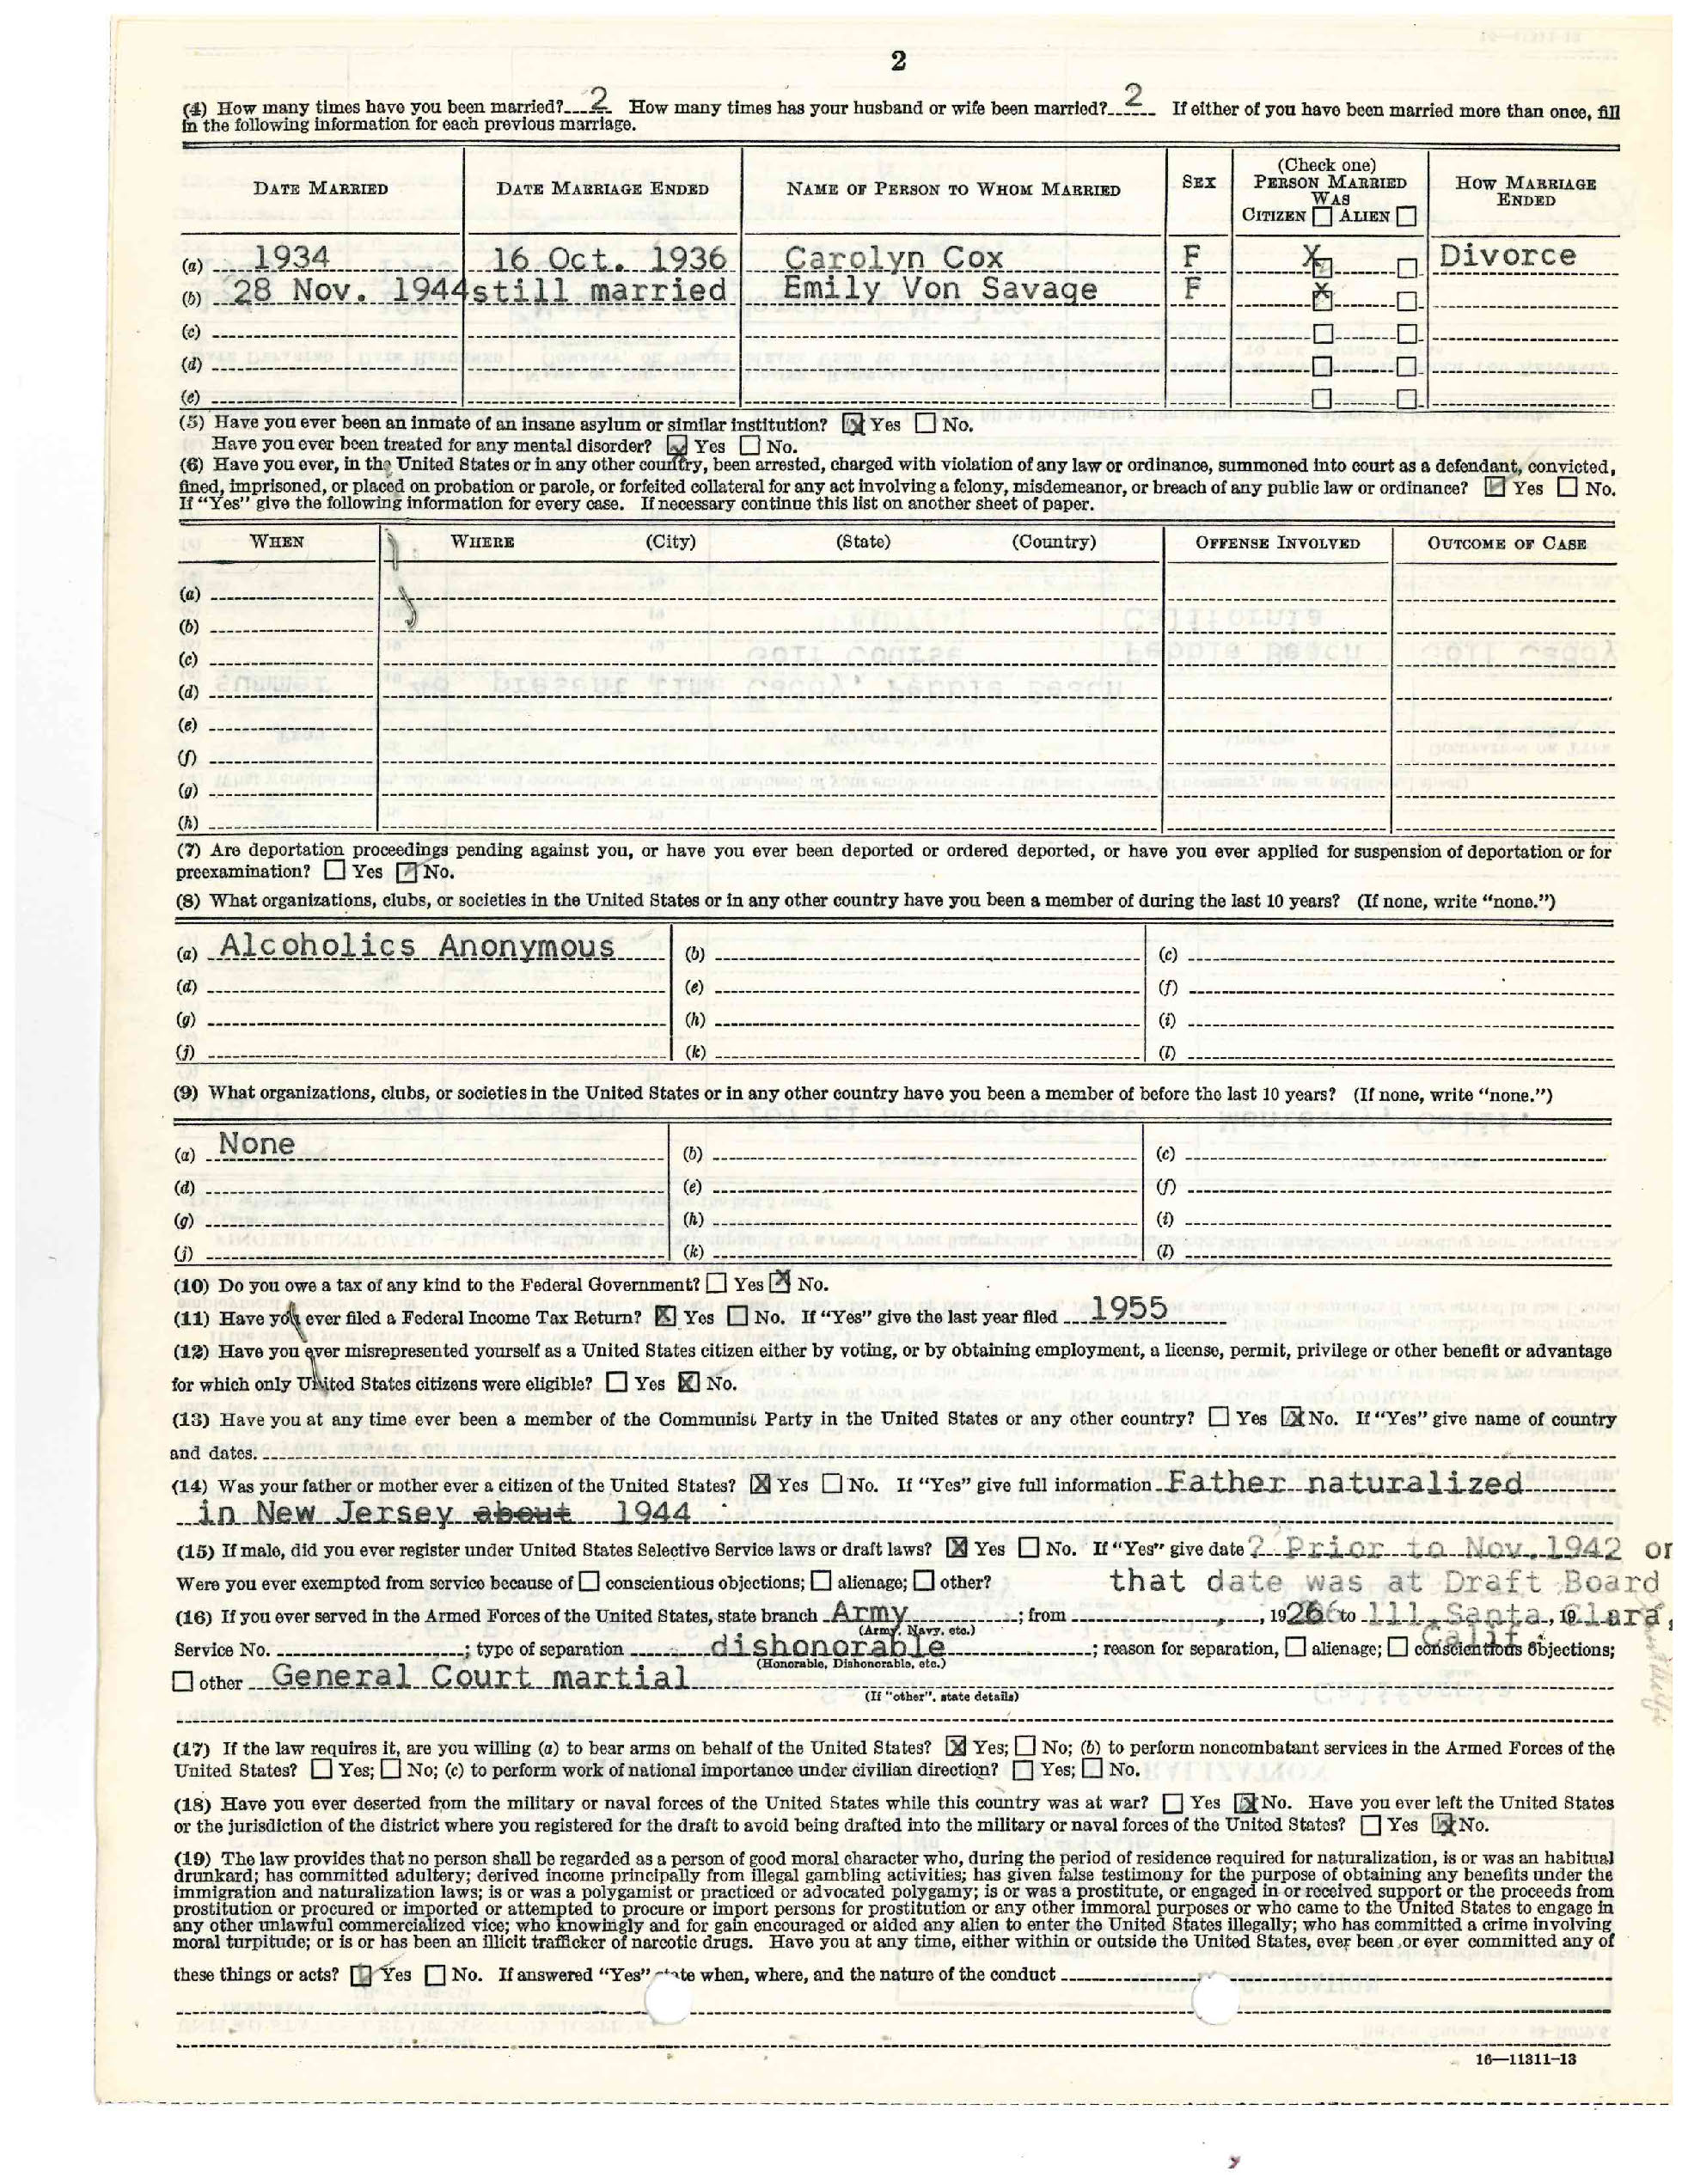 2
(4) How many times have you been married? 2 How many times has your husband or wife been married? 2 If either of you have been married more than once, fill
in the following information for each previous marriage.
DATE MARRIED DATE MARRIAGE ENDED NAME OF PERSON TO WHOM MARRIED SEX (Check one) PERSON MARRIED WAS CITIZEN ☐ ALIEN ☐ HOW MARRIAGE ENDED
(a) 1934 16 Oct. 1936 Carolyn Cox F X ☐ Divorce
(b) 28 Nov. 1944 still married Emily Von Savage F X ☐
(c) ☐ ☐
(d) ☐ ☐
(e) ☐ ☐
(5) Have you ever been an inmate of an insane asylum or similar institution? ☒ Yes ☐ No.
Have you ever been treated for any mental disorder? ☒ Yes ☐ No.
(6) Have you ever, in the United States or in any other country, been arrested, charged with violation of any law or ordinance, summoned into court as a defendant, convicted,
fined, imprisoned, or placed on probation or parole, or forfeited collateral for any act involving a felony, misdemeanor, or breach of any public law or ordinance? ☒ Yes ☐ No.
If "Yes" give the following information for every case. If necessary continue this list on another sheet of paper.
WHEN WHERE (City) (State) (Country) OFFENSE INVOLVED OUTCOME OF CASE
(a)
(b)
(c)
(d)
(e)
(f)
(g)
(h)
(7) Are deportation proceedings pending against you, or have you ever been deported or ordered deported, or have you ever applied for suspension of deportation or for
preexamination? ☐ Yes ☒ No.
(8) What organizations, clubs, or societies in the United States or in any other country have you been a member of during the last 10 years? (If none, write "none.")
(a) Alcoholics Anonymous (b) (c)
(d) (e) (f)
(g) (h) (i)
(j) (k) (l)
(9) What organizations, clubs, or societies in the United States or in any other country have you been a member of before the last 10 years? (If none, write "none.")
(a) None (b) (c)
(d) (e) (f)
(g) (h) (i)
(j) (k) (l)
(10) Do you owe a tax of any kind to the Federal Government? ☐ Yes ☒ No.
(11) Have you ever filed a Federal Income Tax Return? ☒ Yes ☐ No. If "Yes" give the last year filed 1955
(12) Have you ever misrepresented yourself as a United States citizen either by voting, or by obtaining employment, a license, permit, privilege or other benefit or advantage
for which only United States citizens were eligible? ☐ Yes ☒ No.
(13) Have you at any time ever been a member of the Communist Party in the United States or any other country? ☐ Yes ☒ No. If "Yes" give name of country
and dates.
(14) Was your father or mother ever a citizen of the United States? ☒ Yes ☐ No. If "Yes" give full information Father naturalized
in New Jersey about 1944
(15) If male, did you ever register under United States Selective Service laws or draft laws? ☒ Yes ☐ No. If "Yes" give date ? Prior to Nov. 1942 or
Were you ever exempted from service because of ☐ conscientious objections; ☐ alienage; ☐ other? that date was at Draft Board
(16) If you ever served in the Armed Forces of the United States, state branch Army ; from , 1926 to 111, Santa , 19 Clara,
(Army, Navy, etc.) Calif.
Service No. ; type of separation dishonorable ; reason for separation, ☐ alienage; ☐ conscientious objections;
(Honorable, Dishonorable, etc.)
☐ other General Court martial
(If "other", state details)
(17) If the law requires it, are you willing (a) to bear arms on behalf of the United States? ☒ Yes; ☐ No; (b) to perform noncombatant services in the Armed Forces of the
United States? ☐ Yes; ☐ No; (c) to perform work of national importance under civilian direction? ☐ Yes; ☐ No.
(18) Have you ever deserted from the military or naval forces of the United States while this country was at war? ☐ Yes ☒ No. Have you ever left the United States
or the jurisdiction of the district where you registered for the draft to avoid being drafted into the military or naval forces of the United States? ☐ Yes ☒ No.
(19) The law provides that no person shall be regarded as a person of good moral character who, during the period of residence required for naturalization, is or was an habitual
drunkard; has committed adultery; derived income principally from illegal gambling activities; has given false testimony for the purpose of obtaining any benefits under the
immigration and naturalization laws; is or was a polygamist or practiced or advocated polygamy; is or was a prostitute, or engaged in or received support or the proceeds from
prostitution or procured or imported or attempted to procure or import persons for prostitution or any other immoral purposes or who came to the United States to engage in
any other unlawful commercialized vice; who knowingly and for gain encouraged or aided any alien to enter the United States illegally; who has committed a crime involving
moral turpitude; or is or has been an illicit trafficker of narcotic drugs. Have you at any time, either within or outside the United States, ever been or ever committed any of
these things or acts? ☒ Yes ☐ No. If answered "Yes" state when, where, and the nature of the conduct
16—11311-13